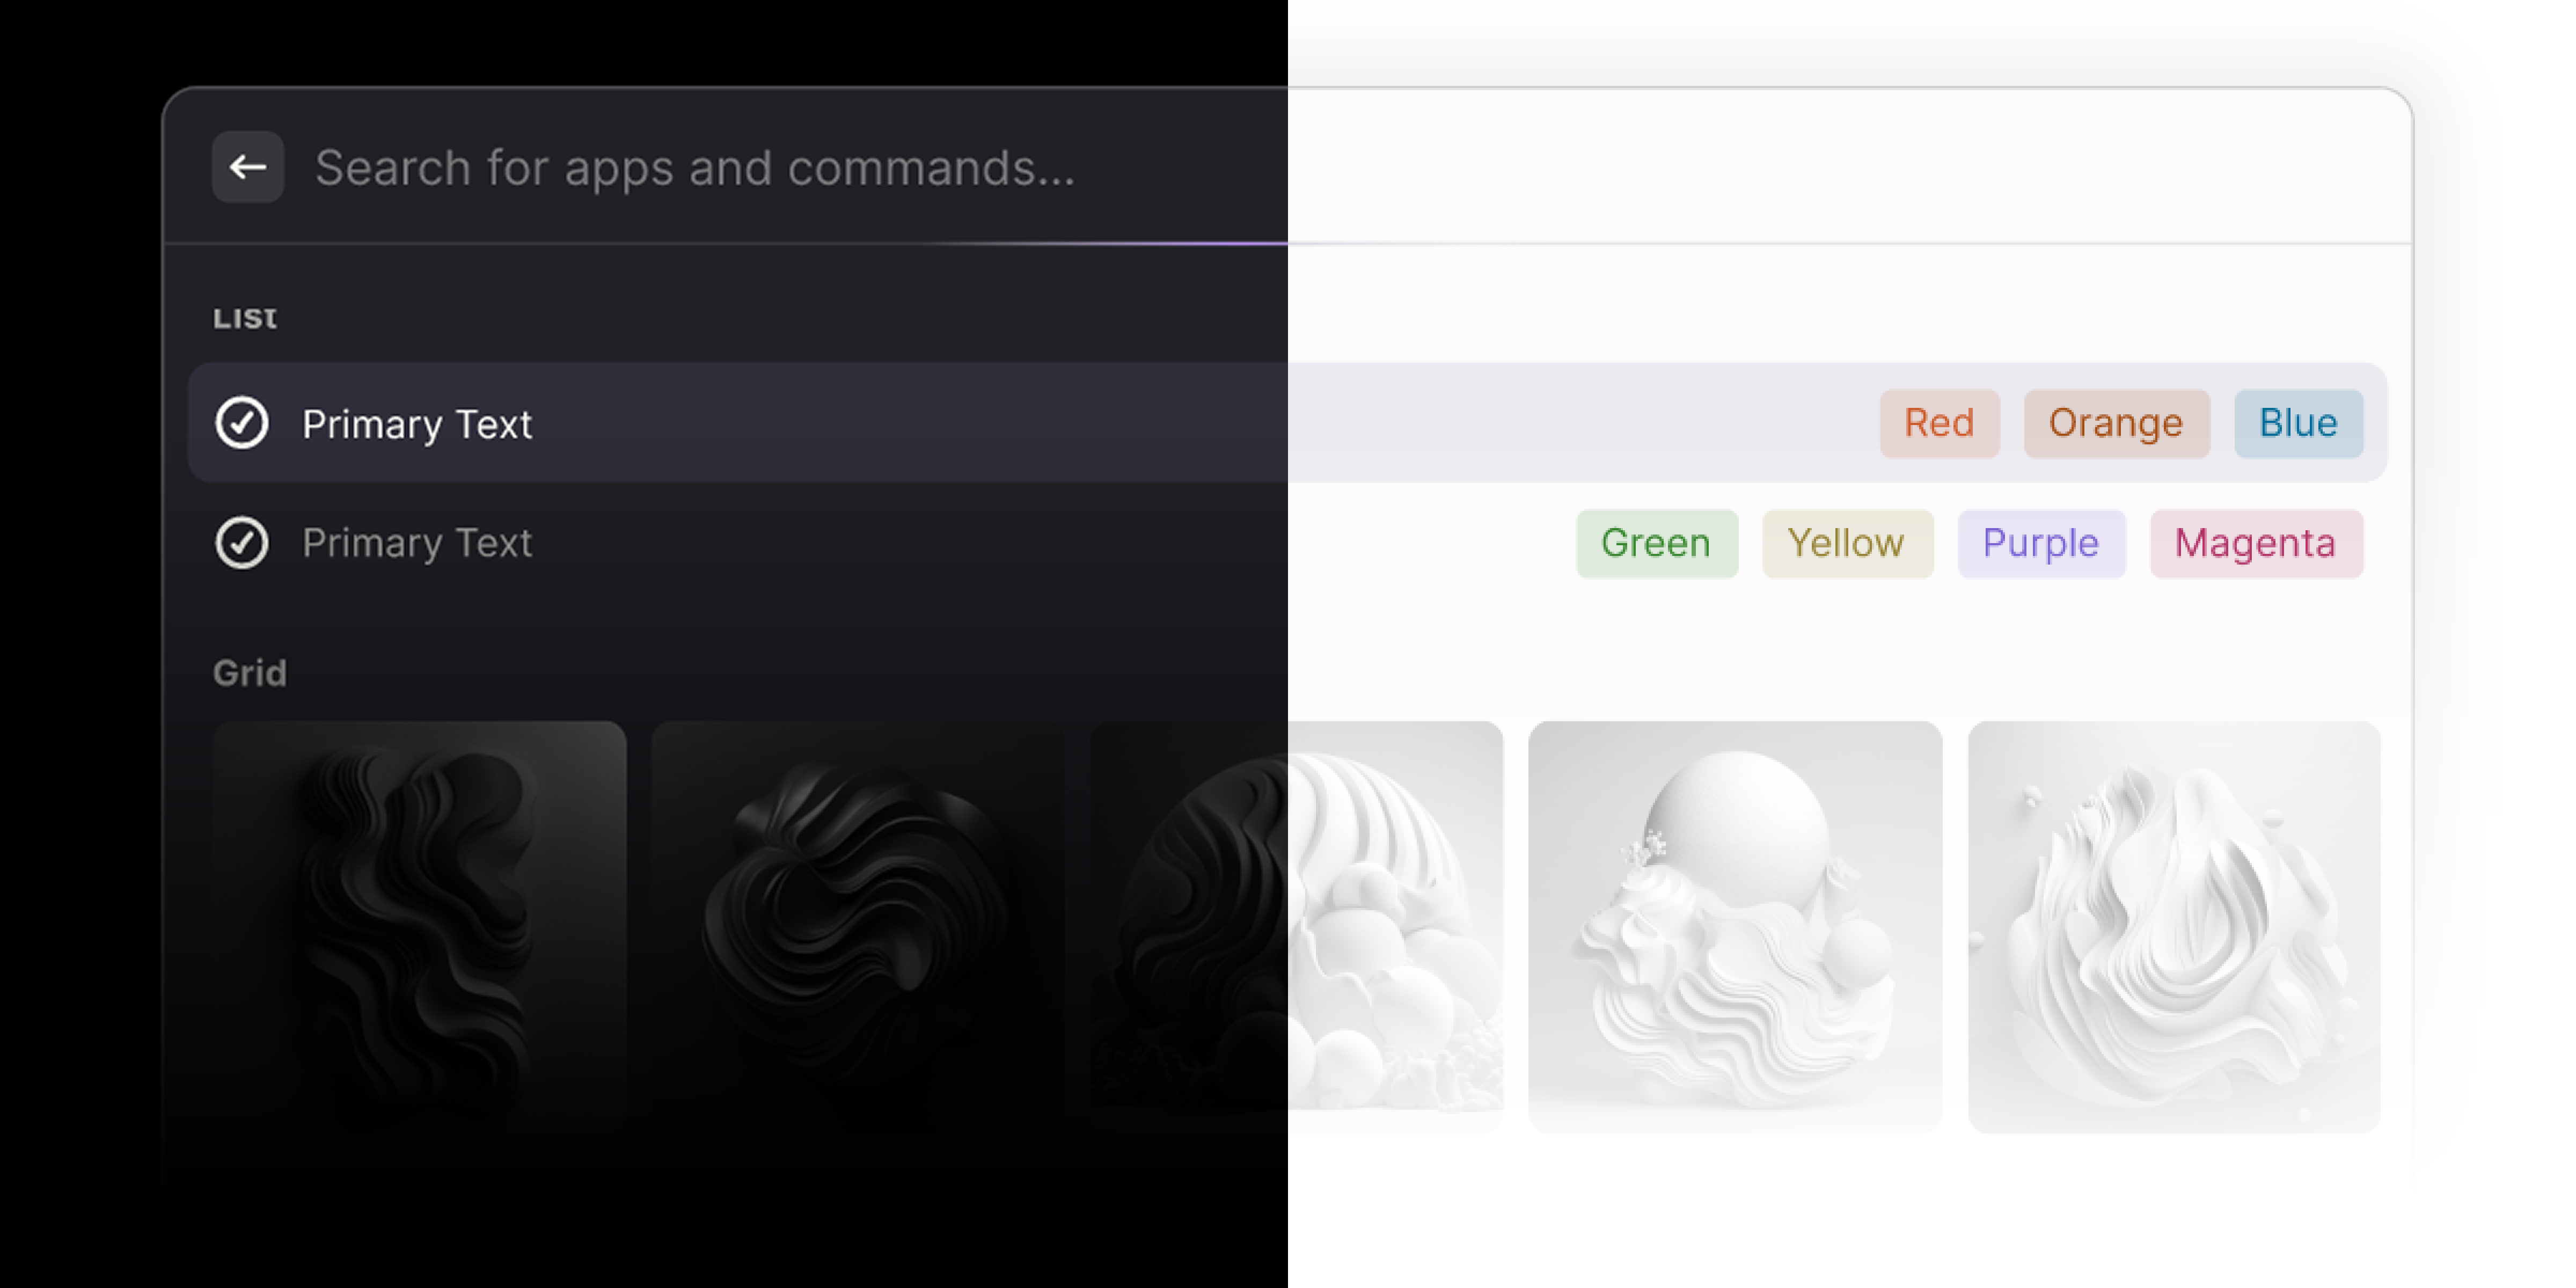 Search for apps and commands...
LIST
Primary Text Red Orange Blue
Primary Text Green Yellow Purple Magenta
Grid